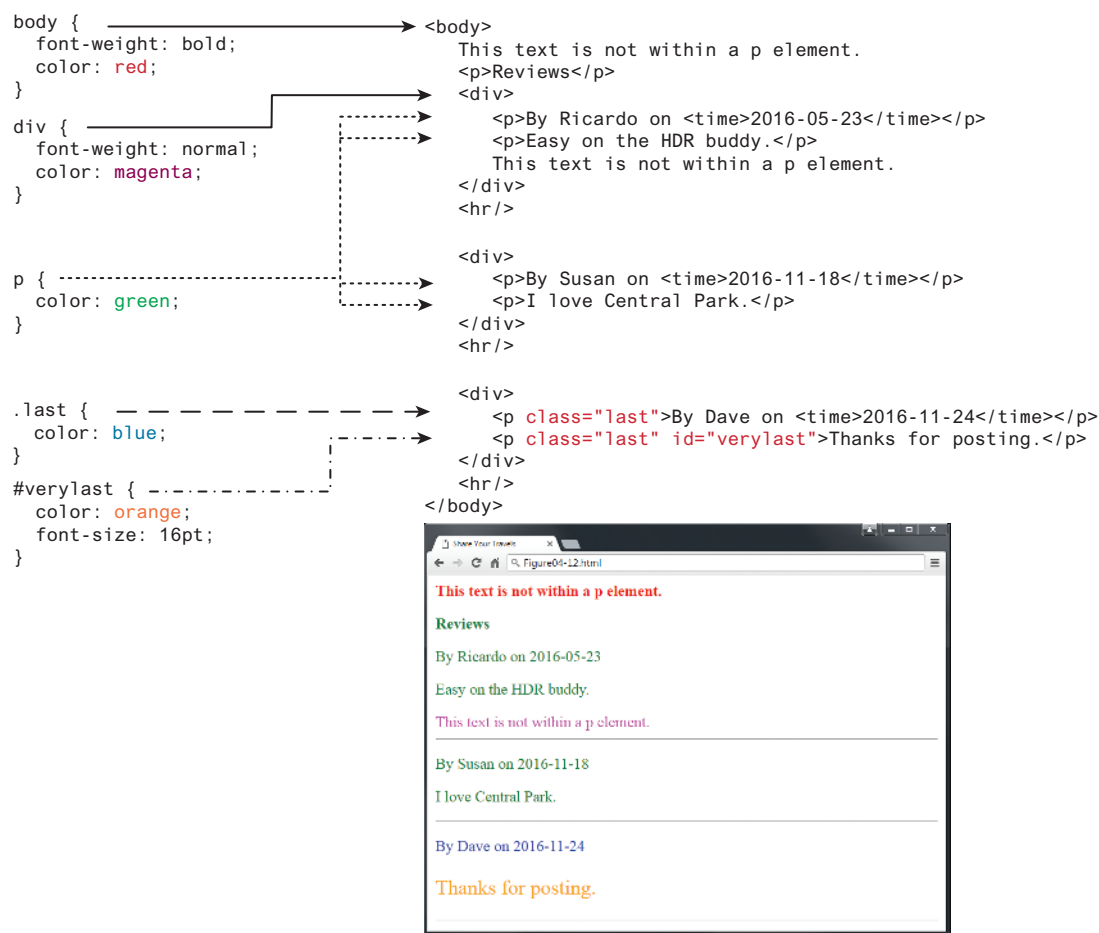 body {
font-weight: bold;
color: red;
}
div {
font-weight: normal;
color: magenta;
}
p {
color: green;
}
.last {
color: blue;
}
#verylast {
color: orange;
font-size: 16pt;
}
<body>
This text is not within a p element.
<p>Reviews</p>
<div>
<p>By Ricardo on <time>2016-05-23</time></p>
<p>Easy on the HDR buddy.</p>
This text is not within a p element.
</div>
<hr/>
<div>
<p>By Susan on <time>2016-11-18</time></p>
<p>I love Central Park.</p>
</div>
<hr/>
<div>
<p class="last">By Dave on <time>2016-11-24</time></p>
<p class="last" id="verylast">Thanks for posting.</p>
</div>
<hr/>
</body>
Share Your Travels
Figure04-12.html
This text is not within a p element.
Reviews
By Ricardo on 2016-05-23
Easy on the HDR buddy.
This text is not within a p element.
By Susan on 2016-11-18
I love Central Park.
By Dave on 2016-11-24
Thanks for posting.